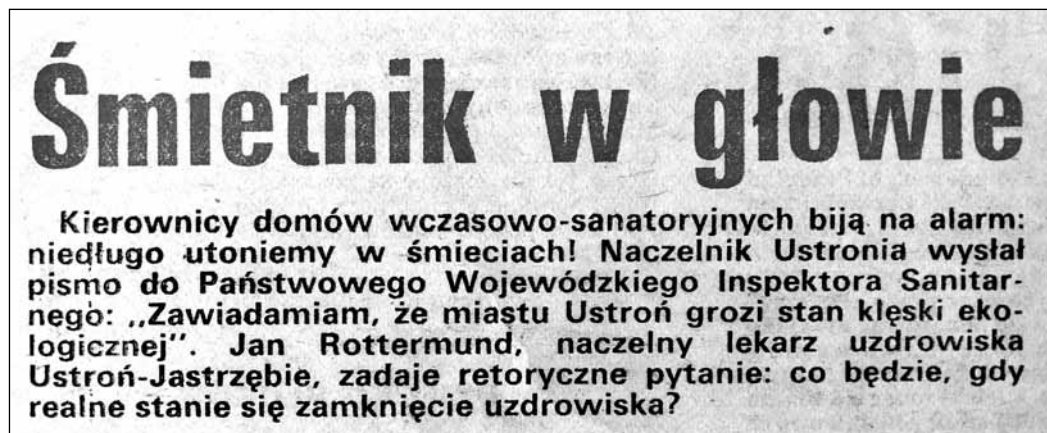 Śmietnik w głowie
Kierownicy domów wczasowo-sanatoryjnych biją na alarm:
niedługo utoniemy w śmieciach! Naczelnik Ustronia wysłał
pismo do Państwowego Wojewódzkiego Inspektora Sanitar-
nego: „Zawiadamiam, że miastu Ustroń grozi stan klęski eko-
logicznej". Jan Rottermund, naczelny lekarz uzdrowiska
Ustroń-Jastrzębie, zadaje retoryczne pytanie: co będzie, gdy
realne stanie się zamknięcie uzdrowiska?